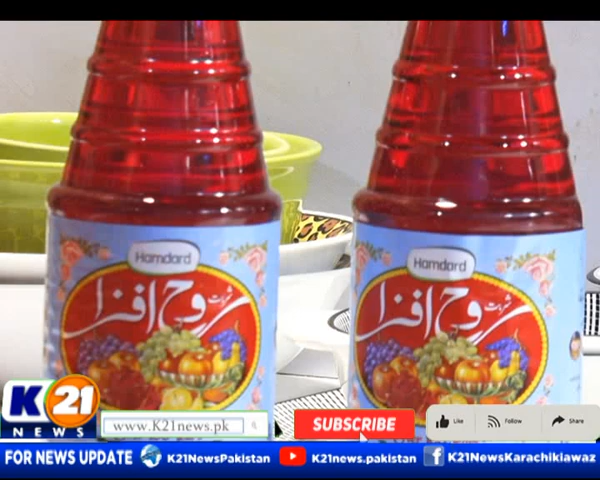 Hamdard
شربت
روح افزا
Hamdard
شربت
روح افزا
K21
NEWS
www.K21news.pk
SUBSCRIBE
Like
Follow
Share
FOR NEWS UPDATE
K21NewsPakistan
K21news.pakistan
K21NewsKarachikiawaz